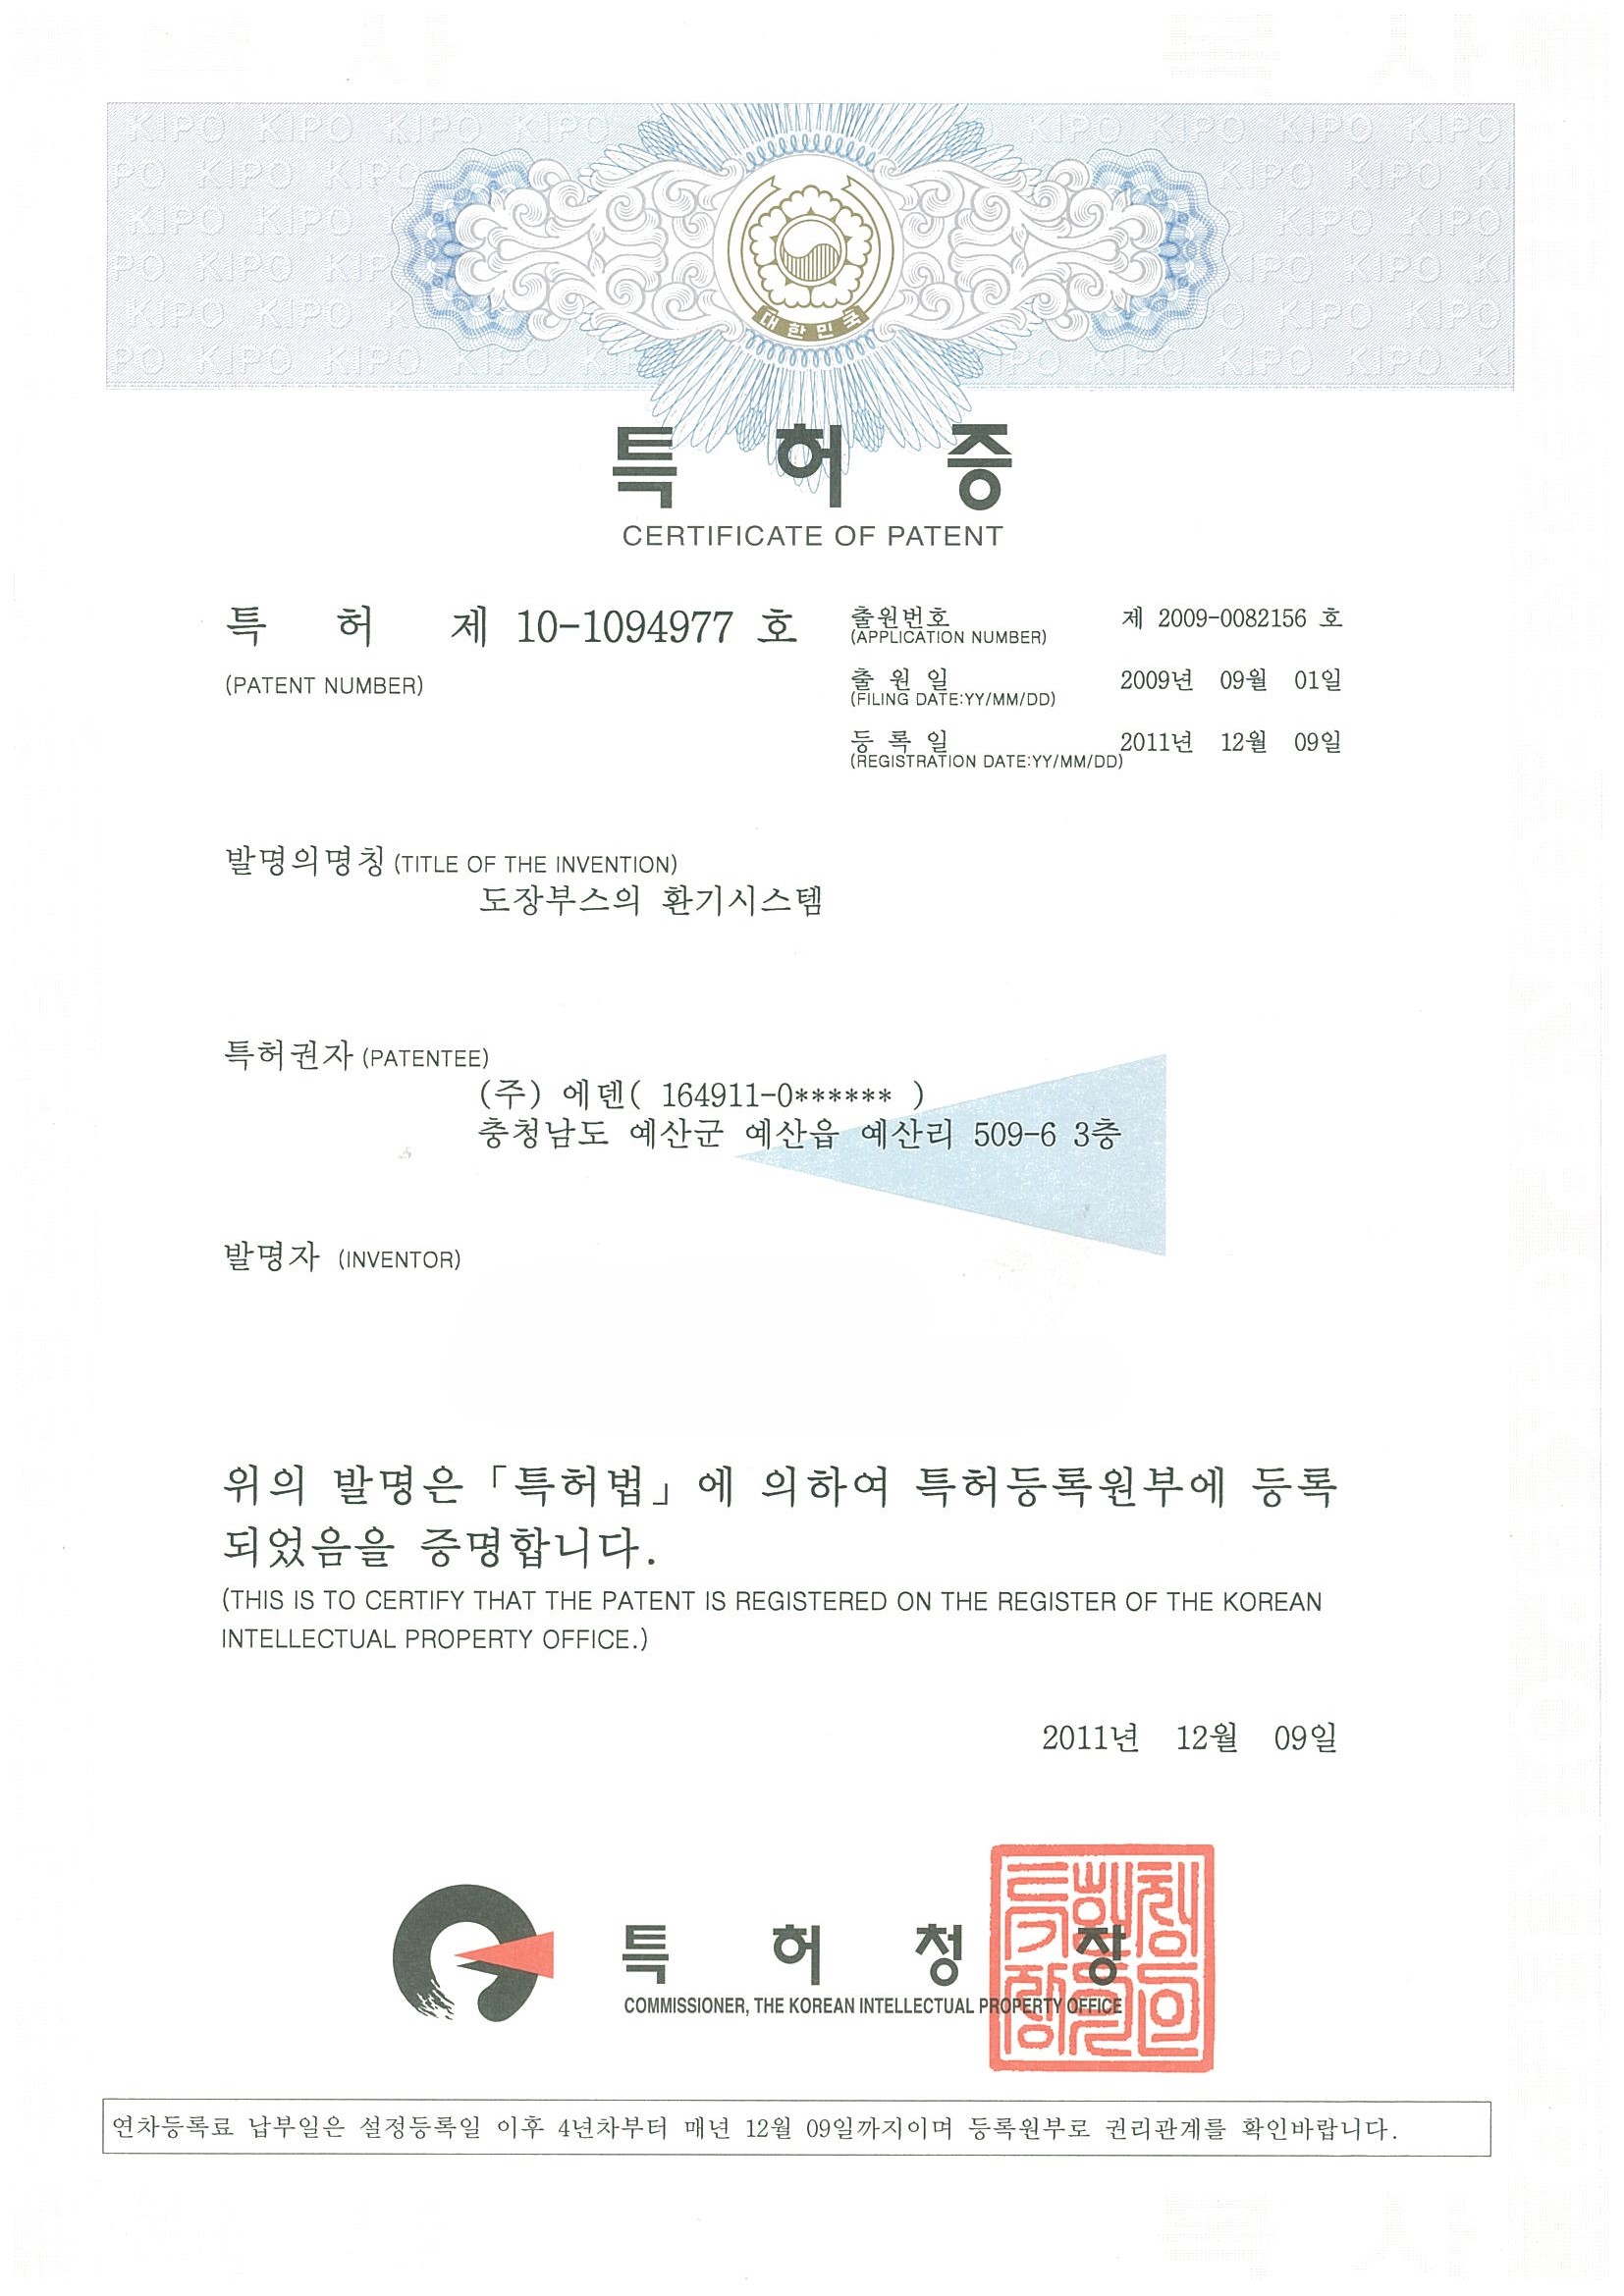 KIPO KIPO KIPO KIPO KIPO KIPO KIPO KIPO
대한민국
특 허 증
CERTIFICATE OF PATENT
특 허 제 10-1094977 호
(PATENT NUMBER)
출원번호 제 2009-0082156 호
(APPLICATION NUMBER)
출 원 일 2009년 09월 01일
(FILING DATE:YY/MM/DD)
등 록 일 2011년 12월 09일
(REGISTRATION DATE:YY/MM/DD)
발명의명칭 (TITLE OF THE INVENTION)
도장부스의 환기시스템
특허권자 (PATENTEE)
(주) 에덴( 164911-0****** )
충청남도 예산군 예산읍 예산리 509-6 3층
발명자 (INVENTOR)
위의 발명은 「특허법」에 의하여 특허등록원부에 등록
되었음을 증명합니다.
(THIS IS TO CERTIFY THAT THE PATENT IS REGISTERED ON THE REGISTER OF THE KOREAN
INTELLECTUAL PROPERTY OFFICE.)
2011년 12월 09일
특 허 청 장
COMMISSIONER, THE KOREAN INTELLECTUAL PROPERTY OFFICE
연차등록료 납부일은 설정등록일 이후 4년차부터 매년 12월 09일까지이며 등록원부로 권리관계를 확인바랍니다.